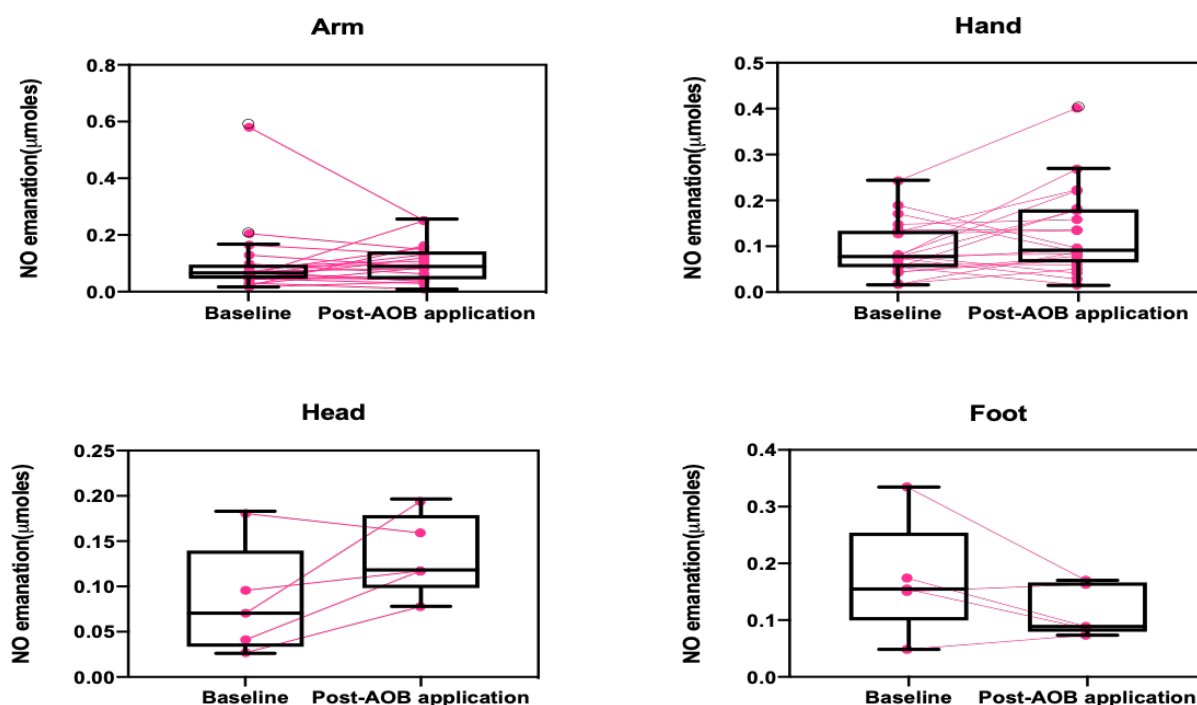 Arm
NO emanation(μmoles)
0.8
0.6
0.4
0.2
0.0
Baseline Post-AOB application
Hand
NO emanation(μmoles)
0.5
0.4
0.3
0.2
0.1
0.0
Baseline Post-AOB application
Head
NO emanation(μmoles)
0.25
0.20
0.15
0.10
0.05
0.00
Baseline Post-AOB application
Foot
NO emanation(μmoles)
0.4
0.3
0.2
0.1
0.0
Baseline Post-AOB application